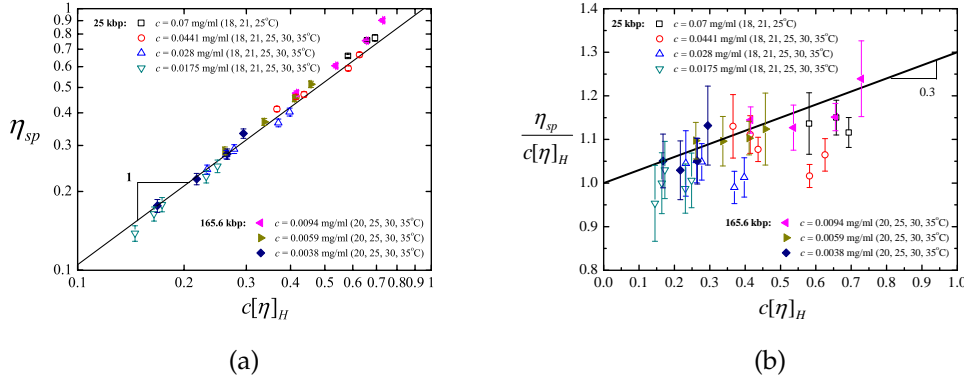 25 kbp:
c = 0.07 mg/ml (18, 21, 25°C)
c = 0.0441 mg/ml (18, 21, 25, 30, 35°C)
c = 0.028 mg/ml (18, 21, 25, 30, 35°C)
c = 0.0175 mg/ml (18, 21, 25, 30, 35°C)
1
0.9
0.8
0.7
0.6
0.5
0.4
0.3
0.2
0.1
η_sp
1
165.6 kbp:
c = 0.0094 mg/ml (20, 25, 30, 35°C)
c = 0.0059 mg/ml (20, 25, 30, 35°C)
c = 0.0038 mg/ml (20, 25, 30, 35°C)
0.1 0.2 0.3 0.4 0.5 0.6 0.7 0.8 0.9 1
c[η]_H
(a)
25 kbp:
c = 0.07 mg/ml (18, 21, 25°C)
c = 0.0441 mg/ml (18, 21, 25, 30, 35°C)
c = 0.028 mg/ml (18, 21, 25, 30, 35°C)
c = 0.0175 mg/ml (18, 21, 25, 30, 35°C)
1.4
1.3
1.2
1.1
1.0
0.9
0.8
η_sp
c[η]_H
0.3
165.6 kbp:
c = 0.0094 mg/ml (20, 25, 30, 35°C)
c = 0.0059 mg/ml (20, 25, 30, 35°C)
c = 0.0038 mg/ml (20, 25, 30, 35°C)
0.0 0.1 0.2 0.3 0.4 0.5 0.6 0.7 0.8 0.9 1.0
c[η]_H
(b)